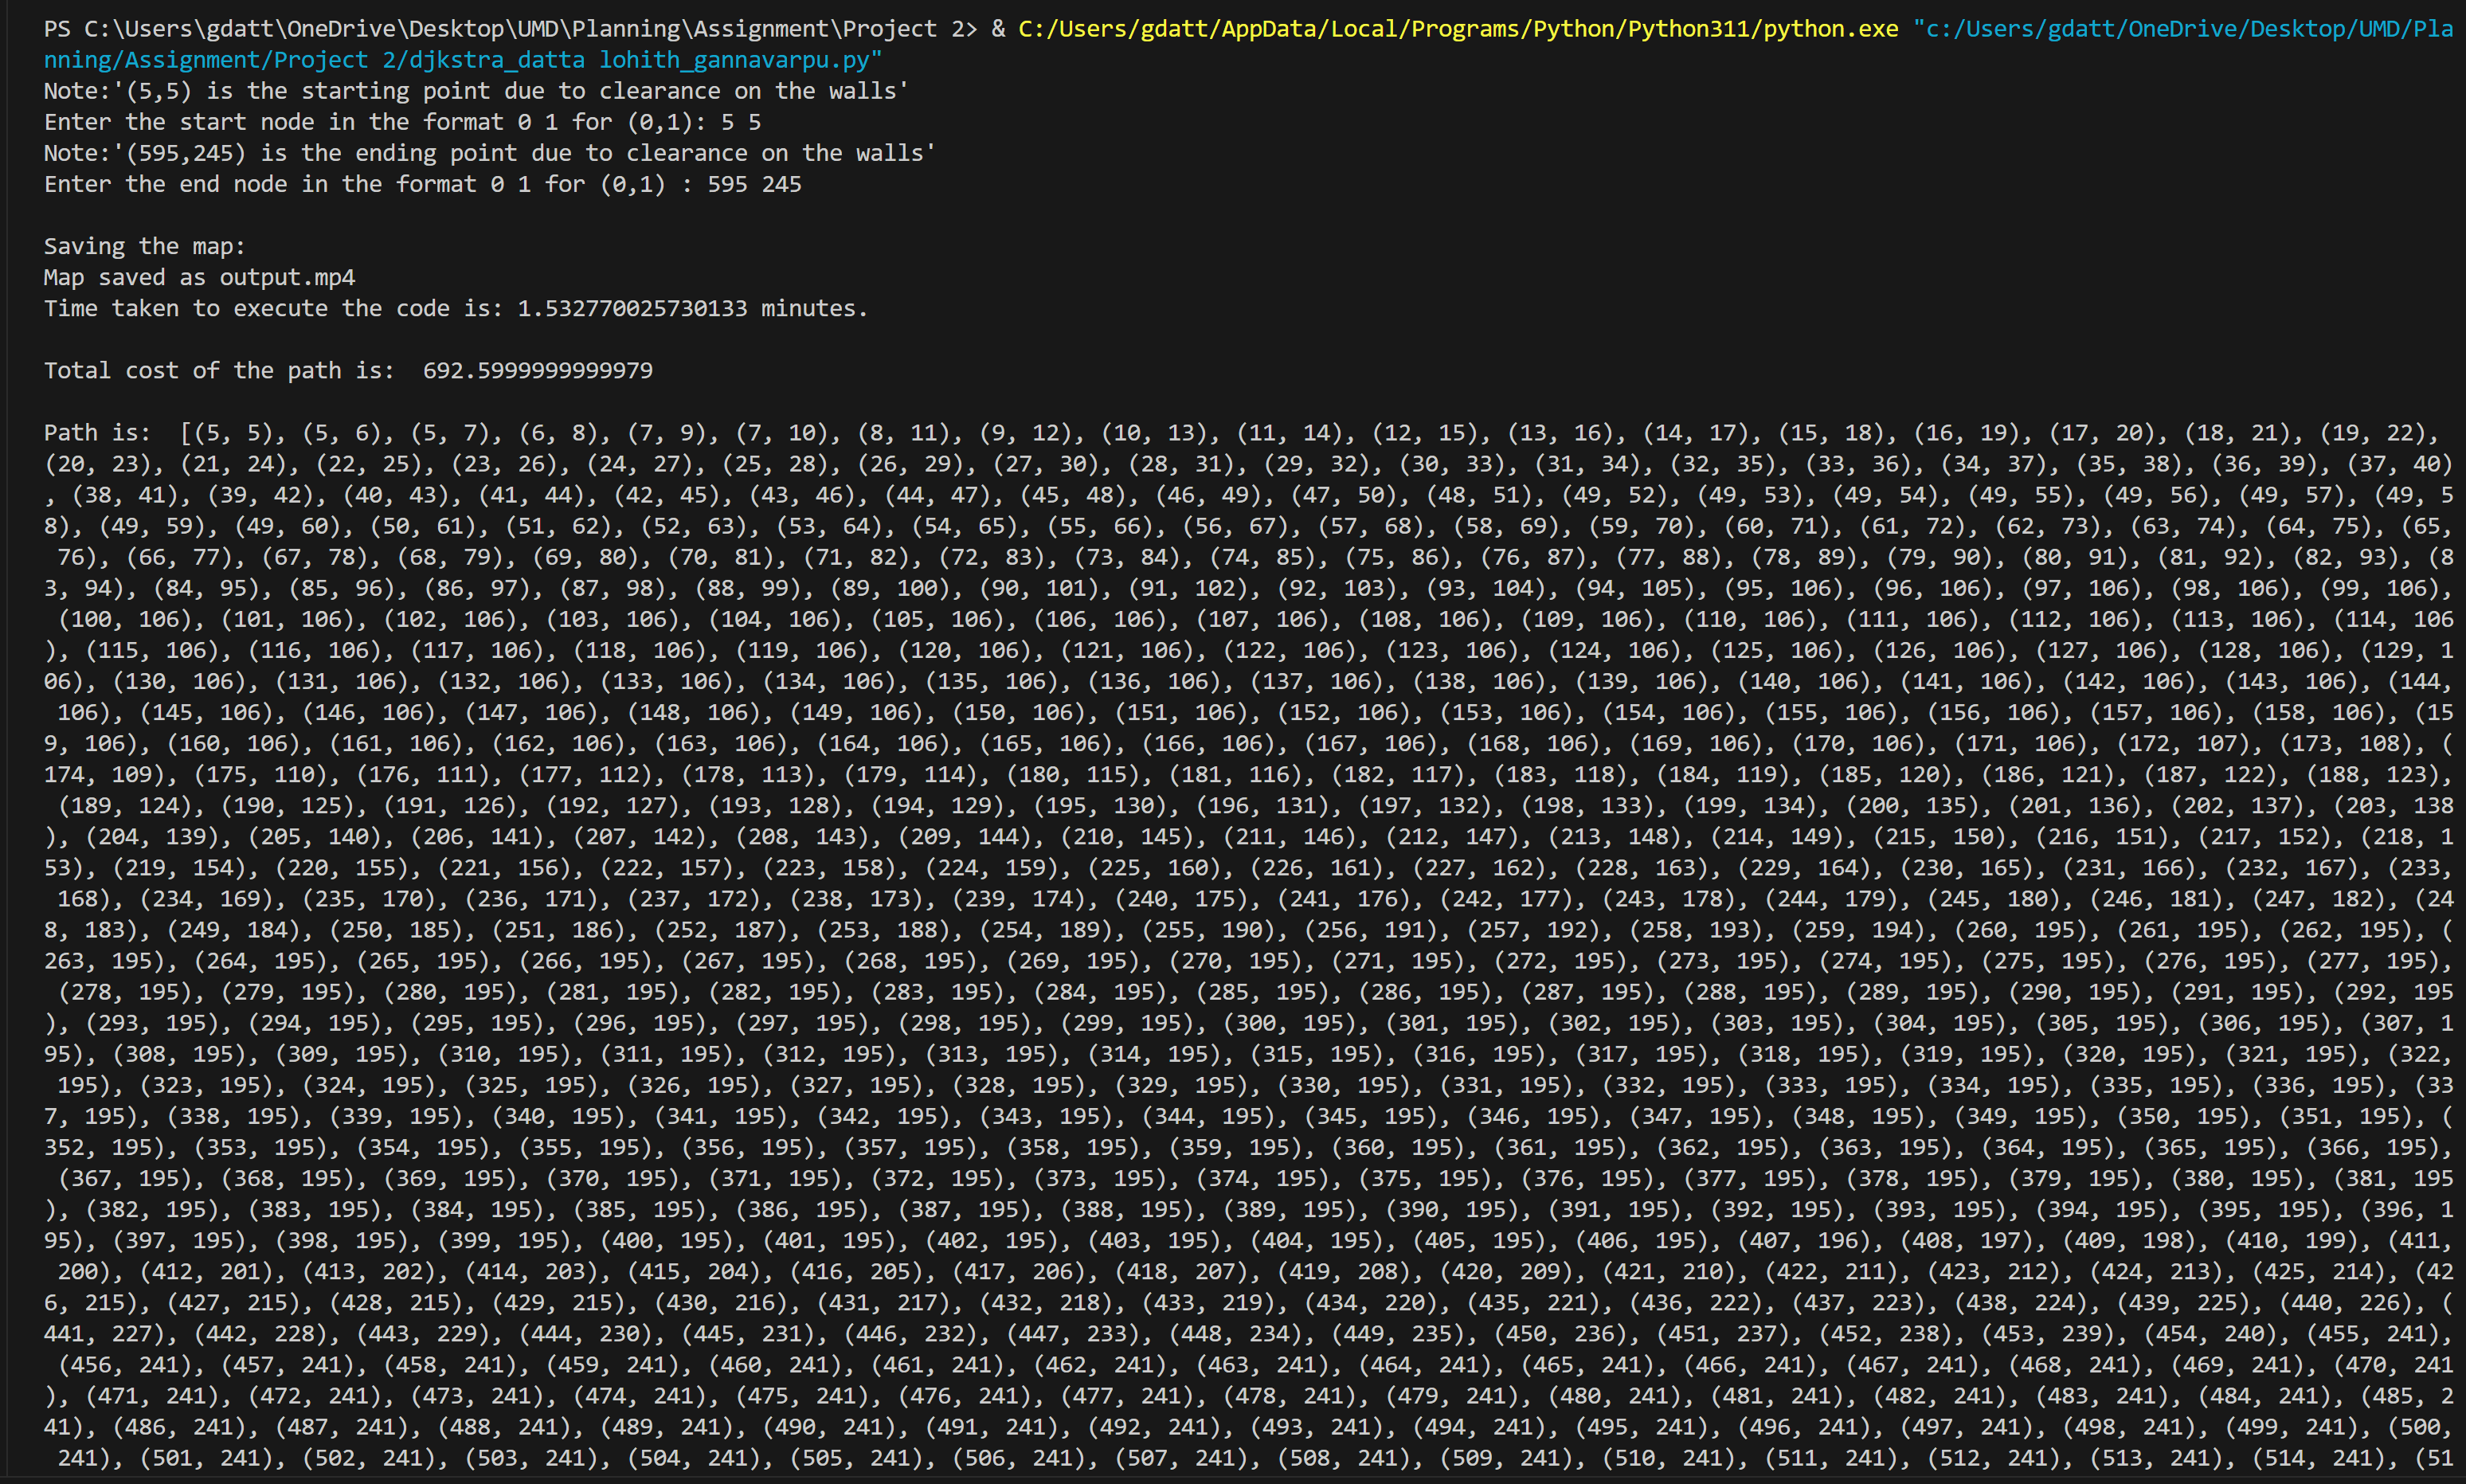 PS C:\Users\gdatt\OneDrive\Desktop\UMD\Planning\Assignment\Project 2> & C:/Users/gdatt/AppData/Local/Programs/Python/Python311/python.exe "c:/Users/gdatt/OneDrive/Desktop/UMD/Pla
nning/Assignment/Project 2/djkstra_datta lohith_gannavarpu.py"
Note:'(5,5) is the starting point due to clearance on the walls'
Enter the start node in the format 0 1 for (0,1): 5 5
Note:'(595,245) is the ending point due to clearance on the walls'
Enter the end node in the format 0 1 for (0,1) : 595 245
Saving the map:
Map saved as output.mp4
Time taken to execute the code is: 1.532770025730133 minutes.
Total cost of the path is:  692.5999999999979
Path is:  [(5, 5), (5, 6), (5, 7), (6, 8), (7, 9), (7, 10), (8, 11), (9, 12), (10, 13), (11, 14), (12, 15), (13, 16), (14, 17), (15, 18), (16, 19), (17, 20), (18, 21), (19, 22),
(20, 23), (21, 24), (22, 25), (23, 26), (24, 27), (25, 28), (26, 29), (27, 30), (28, 31), (29, 32), (30, 33), (31, 34), (32, 35), (33, 36), (34, 37), (35, 38), (36, 39), (37, 40)
, (38, 41), (39, 42), (40, 43), (41, 44), (42, 45), (43, 46), (44, 47), (45, 48), (46, 49), (47, 50), (48, 51), (49, 52), (49, 53), (49, 54), (49, 55), (49, 56), (49, 57), (49, 5
8), (49, 59), (49, 60), (50, 61), (51, 62), (52, 63), (53, 64), (54, 65), (55, 66), (56, 67), (57, 68), (58, 69), (59, 70), (60, 71), (61, 72), (62, 73), (63, 74), (64, 75), (65,
 76), (66, 77), (67, 78), (68, 79), (69, 80), (70, 81), (71, 82), (72, 83), (73, 84), (74, 85), (75, 86), (76, 87), (77, 88), (78, 89), (79, 90), (80, 91), (81, 92), (82, 93), (8
3, 94), (84, 95), (85, 96), (86, 97), (87, 98), (88, 99), (89, 100), (90, 101), (91, 102), (92, 103), (93, 104), (94, 105), (95, 106), (96, 106), (97, 106), (98, 106), (99, 106),
 (100, 106), (101, 106), (102, 106), (103, 106), (104, 106), (105, 106), (106, 106), (107, 106), (108, 106), (109, 106), (110, 106), (111, 106), (112, 106), (113, 106), (114, 106
), (115, 106), (116, 106), (117, 106), (118, 106), (119, 106), (120, 106), (121, 106), (122, 106), (123, 106), (124, 106), (125, 106), (126, 106), (127, 106), (128, 106), (129, 1
06), (130, 106), (131, 106), (132, 106), (133, 106), (134, 106), (135, 106), (136, 106), (137, 106), (138, 106), (139, 106), (140, 106), (141, 106), (142, 106), (143, 106), (144,
 106), (145, 106), (146, 106), (147, 106), (148, 106), (149, 106), (150, 106), (151, 106), (152, 106), (153, 106), (154, 106), (155, 106), (156, 106), (157, 106), (158, 106), (15
9, 106), (160, 106), (161, 106), (162, 106), (163, 106), (164, 106), (165, 106), (166, 106), (167, 106), (168, 106), (169, 106), (170, 106), (171, 106), (172, 107), (173, 108), (
174, 109), (175, 110), (176, 111), (177, 112), (178, 113), (179, 114), (180, 115), (181, 116), (182, 117), (183, 118), (184, 119), (185, 120), (186, 121), (187, 122), (188, 123),
 (189, 124), (190, 125), (191, 126), (192, 127), (193, 128), (194, 129), (195, 130), (196, 131), (197, 132), (198, 133), (199, 134), (200, 135), (201, 136), (202, 137), (203, 138
), (204, 139), (205, 140), (206, 141), (207, 142), (208, 143), (209, 144), (210, 145), (211, 146), (212, 147), (213, 148), (214, 149), (215, 150), (216, 151), (217, 152), (218, 1
53), (219, 154), (220, 155), (221, 156), (222, 157), (223, 158), (224, 159), (225, 160), (226, 161), (227, 162), (228, 163), (229, 164), (230, 165), (231, 166), (232, 167), (233,
 168), (234, 169), (235, 170), (236, 171), (237, 172), (238, 173), (239, 174), (240, 175), (241, 176), (242, 177), (243, 178), (244, 179), (245, 180), (246, 181), (247, 182), (24
8, 183), (249, 184), (250, 185), (251, 186), (252, 187), (253, 188), (254, 189), (255, 190), (256, 191), (257, 192), (258, 193), (259, 194), (260, 195), (261, 195), (262, 195), (
263, 195), (264, 195), (265, 195), (266, 195), (267, 195), (268, 195), (269, 195), (270, 195), (271, 195), (272, 195), (273, 195), (274, 195), (275, 195), (276, 195), (277, 195),
 (278, 195), (279, 195), (280, 195), (281, 195), (282, 195), (283, 195), (284, 195), (285, 195), (286, 195), (287, 195), (288, 195), (289, 195), (290, 195), (291, 195), (292, 195
), (293, 195), (294, 195), (295, 195), (296, 195), (297, 195), (298, 195), (299, 195), (300, 195), (301, 195), (302, 195), (303, 195), (304, 195), (305, 195), (306, 195), (307, 1
95), (308, 195), (309, 195), (310, 195), (311, 195), (312, 195), (313, 195), (314, 195), (315, 195), (316, 195), (317, 195), (318, 195), (319, 195), (320, 195), (321, 195), (322,
 195), (323, 195), (324, 195), (325, 195), (326, 195), (327, 195), (328, 195), (329, 195), (330, 195), (331, 195), (332, 195), (333, 195), (334, 195), (335, 195), (336, 195), (33
7, 195), (338, 195), (339, 195), (340, 195), (341, 195), (342, 195), (343, 195), (344, 195), (345, 195), (346, 195), (347, 195), (348, 195), (349, 195), (350, 195), (351, 195), (
352, 195), (353, 195), (354, 195), (355, 195), (356, 195), (357, 195), (358, 195), (359, 195), (360, 195), (361, 195), (362, 195), (363, 195), (364, 195), (365, 195), (366, 195),
 (367, 195), (368, 195), (369, 195), (370, 195), (371, 195), (372, 195), (373, 195), (374, 195), (375, 195), (376, 195), (377, 195), (378, 195), (379, 195), (380, 195), (381, 195
), (382, 195), (383, 195), (384, 195), (385, 195), (386, 195), (387, 195), (388, 195), (389, 195), (390, 195), (391, 195), (392, 195), (393, 195), (394, 195), (395, 195), (396, 1
95), (397, 195), (398, 195), (399, 195), (400, 195), (401, 195), (402, 195), (403, 195), (404, 195), (405, 195), (406, 195), (407, 196), (408, 197), (409, 198), (410, 199), (411,
 200), (412, 201), (413, 202), (414, 203), (415, 204), (416, 205), (417, 206), (418, 207), (419, 208), (420, 209), (421, 210), (422, 211), (423, 212), (424, 213), (425, 214), (42
6, 215), (427, 215), (428, 215), (429, 215), (430, 216), (431, 217), (432, 218), (433, 219), (434, 220), (435, 221), (436, 222), (437, 223), (438, 224), (439, 225), (440, 226), (
441, 227), (442, 228), (443, 229), (444, 230), (445, 231), (446, 232), (447, 233), (448, 234), (449, 235), (450, 236), (451, 237), (452, 238), (453, 239), (454, 240), (455, 241),
 (456, 241), (457, 241), (458, 241), (459, 241), (460, 241), (461, 241), (462, 241), (463, 241), (464, 241), (465, 241), (466, 241), (467, 241), (468, 241), (469, 241), (470, 241
), (471, 241), (472, 241), (473, 241), (474, 241), (475, 241), (476, 241), (477, 241), (478, 241), (479, 241), (480, 241), (481, 241), (482, 241), (483, 241), (484, 241), (485, 2
41), (486, 241), (487, 241), (488, 241), (489, 241), (490, 241), (491, 241), (492, 241), (493, 241), (494, 241), (495, 241), (496, 241), (497, 241), (498, 241), (499, 241), (500,
 241), (501, 241), (502, 241), (503, 241), (504, 241), (505, 241), (506, 241), (507, 241), (508, 241), (509, 241), (510, 241), (511, 241), (512, 241), (513, 241), (514, 241), (51